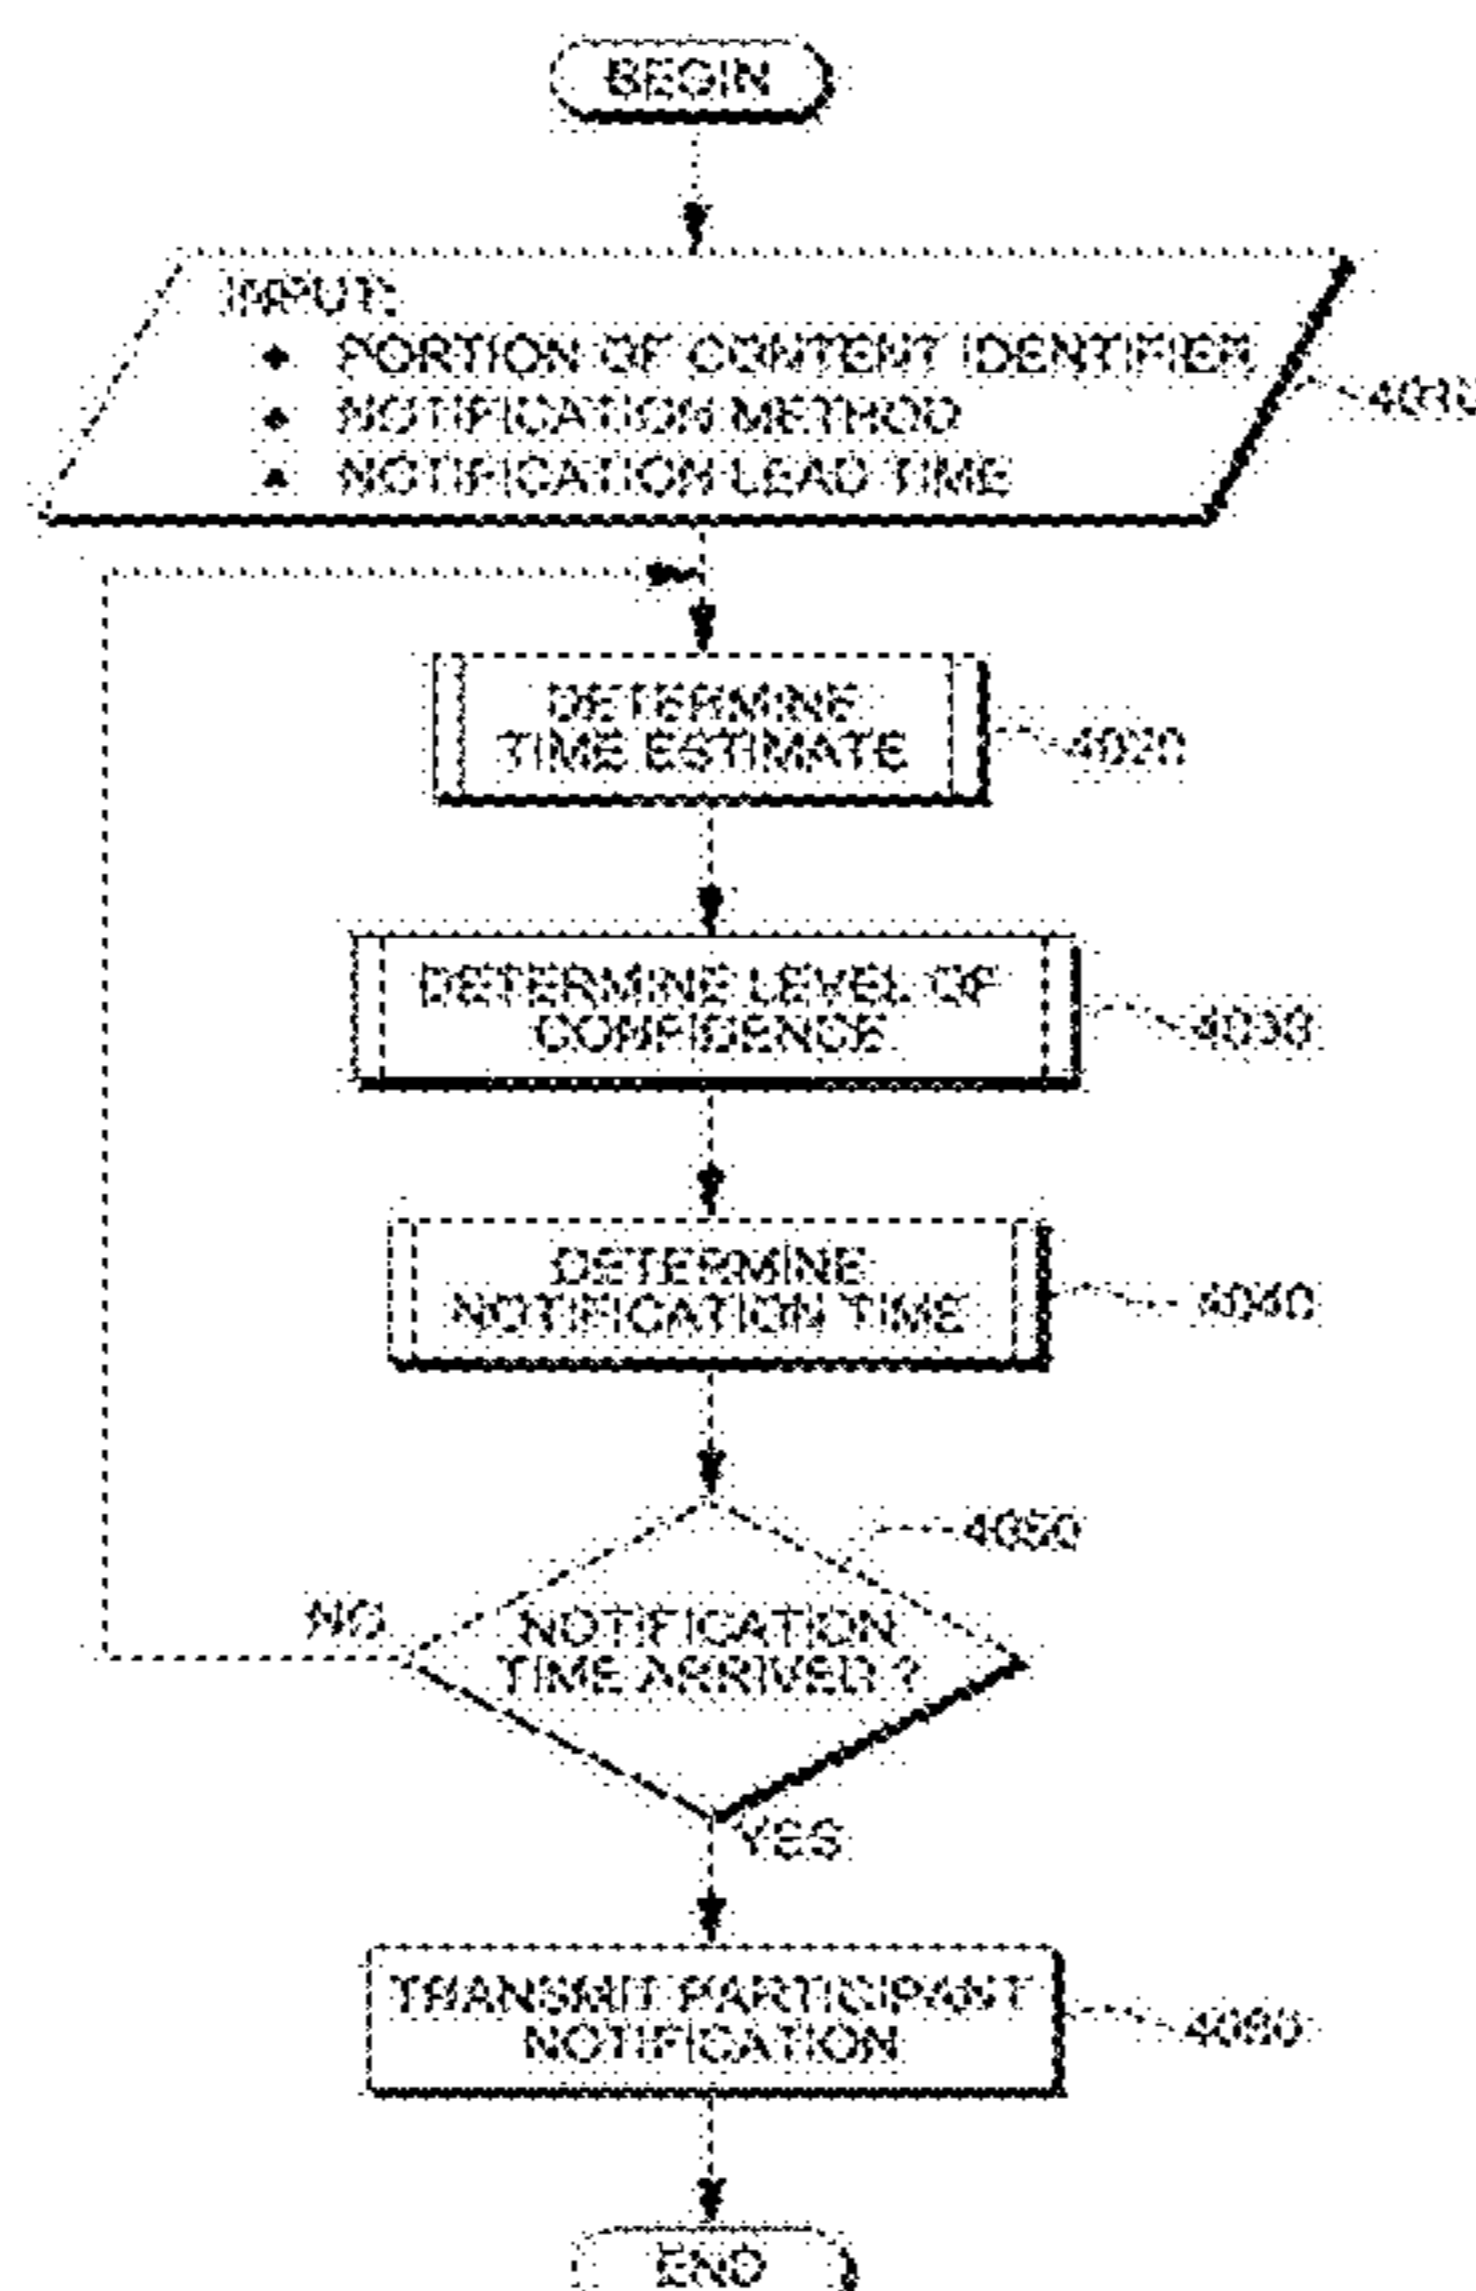 BEGIN
INPUT:
PORTION OF CONTENT IDENTIFIER
NOTIFICATION METHOD
NOTIFICATION LEAD TIME
4010
DETERMINE
TIME ESTIMATE
4020
DETERMINE LEVEL OF
CONFIDENCE
4030
DETERMINE
NOTIFICATION TIME
4040
4050
NOTIFICATION
TIME ARRIVED ?
NO
YES
TRANSMIT PARTICIPANT
NOTIFICATION
END